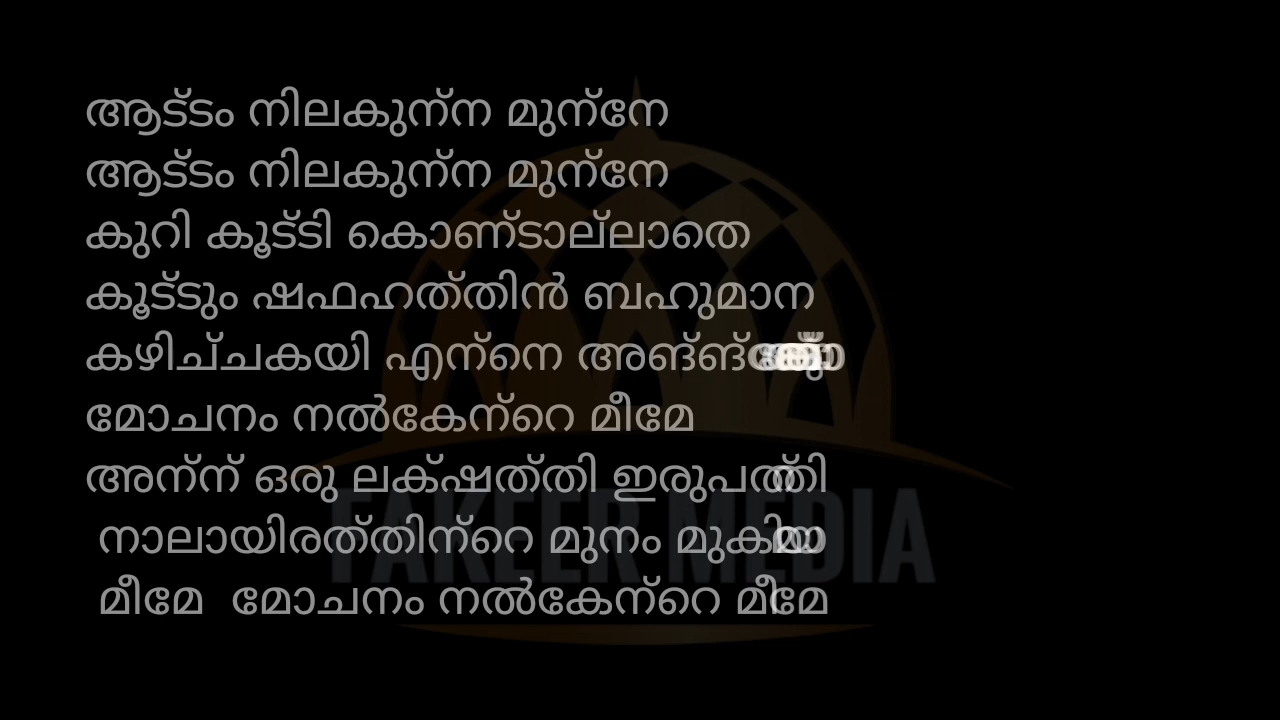 ആട്ടം നിലകുന്ന മുന്നേ
ആട്ടം നിലകുന്ന മുന്നേ
കുറി കൂട്ടി കൊണ്ടാല്ലാതെ
കൂട്ടും ഷഫഹത്തിൻ ബഹുമാന
കഴിച്ചകയി എന്നെ
മോചനം നൽകേന്റെ മീമേ
അന്ന് ഒരു ലക്ഷത്തി ഇരുപത്തി
നാലായിരത്തിന്റെ മുനം
മീമേ മോചനം നൽകേന്റെ മീമേ
FAKEER MEDIA